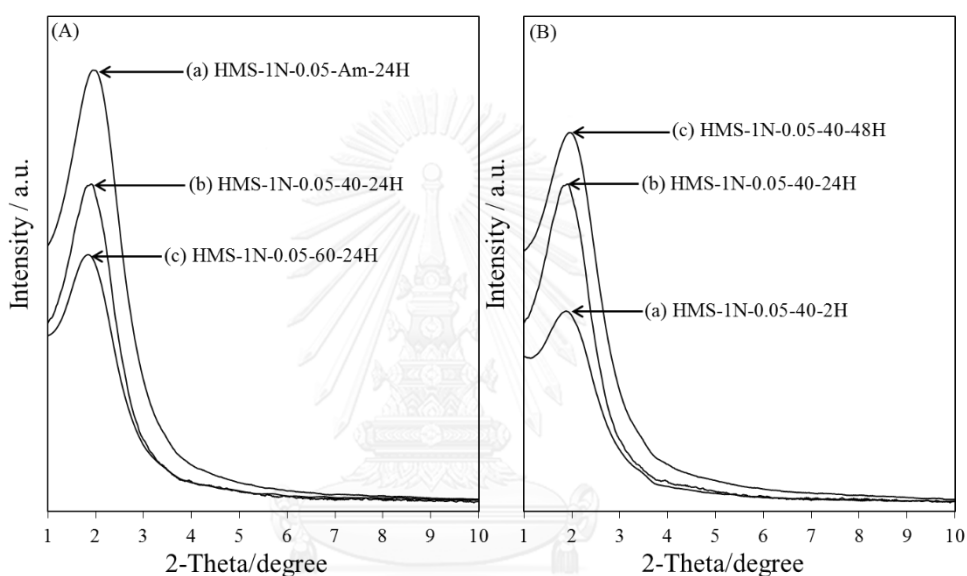 (A)
(a) HMS-1N-0.05-Am-24H
(b) HMS-1N-0.05-40-24H
(c) HMS-1N-0.05-60-24H
Intensity / a.u.
1 2 3 4 5 6 7 8 9 10
2-Theta/degree
(B)
(c) HMS-1N-0.05-40-48H
(b) HMS-1N-0.05-40-24H
(a) HMS-1N-0.05-40-2H
Intensity / a.u.
1 2 3 4 5 6 7 8 9 10
2-Theta/degree